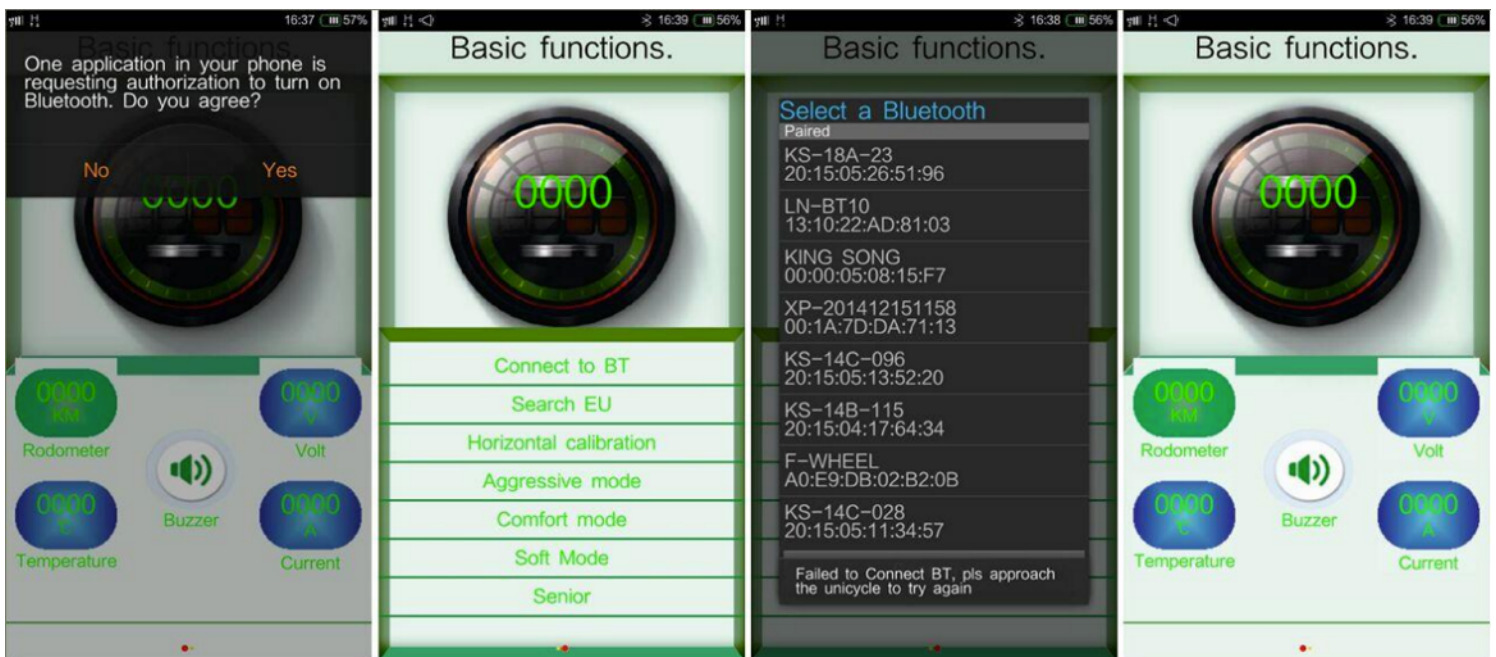 16:37 57%
Basic functions.
One application in your phone is
requesting authorization to turn on
Bluetooth. Do you agree?
No Yes
0000
0000 0000
KM V
Rodometer Volt
0000 0000
°C A
Buzzer
Temperature Current
16:39 56%
Basic functions.
0000
Connect to BT
Search EU
Horizontal calibration
Aggressive mode
Comfort mode
Soft Mode
Senior
16:38 56%
Basic functions.
Select a Bluetooth
Paired
KS-18A-23
20:15:05:26:51:96
LN-BT10
13:10:22:AD:81:03
KING SONG
00:00:05:08:15:F7
XP-201412151158
00:1A:7D:DA:71:13
KS-14C-096
20:15:05:13:52:20
KS-14B-115
20:15:04:17:64:34
F-WHEEL
A0:E9:DB:02:B2:0B
KS-14C-028
20:15:05:11:34:57
Failed to Connect BT, pls approach
the unicycle to try again
16:39 56%
Basic functions.
0000
0000 0000
KM V
Rodometer Volt
0000 0000
°C A
Buzzer
Temperature Current